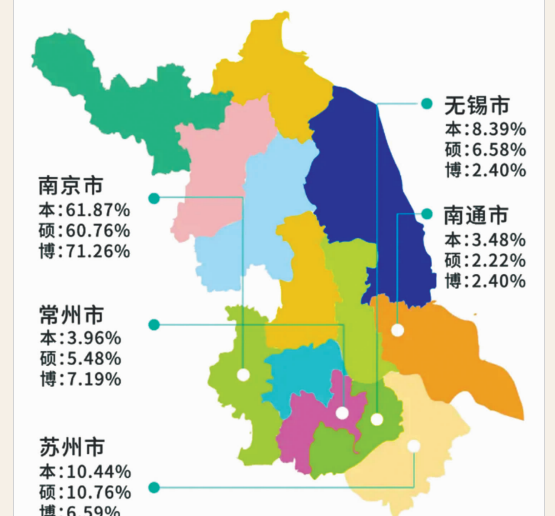 无锡市
本:8.39%
硕:6.58%
博:2.40%
南京市
本:61.87%
硕:60.76%
博:71.26%
南通市
本:3.48%
硕:2.22%
博:2.40%
常州市
本:3.96%
硕:5.48%
博:7.19%
苏州市
本:10.44%
硕:10.76%
博:6.59%